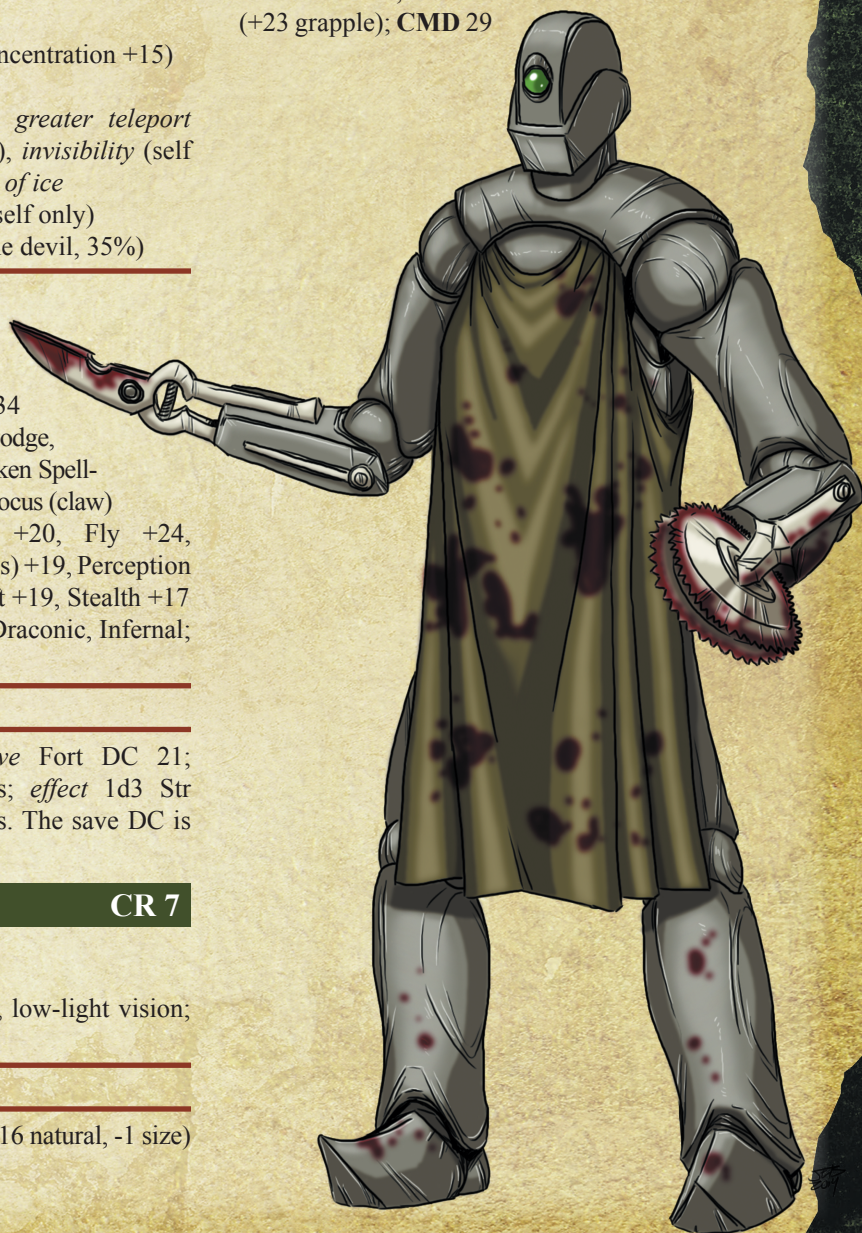 oncentration +15)
greater teleport
), invisibility (self
of ice
self only)
e devil, 35%)
34
odge,
ken Spell-
ocus (claw)
+20, Fly +24,
s) +19, Perception
t +19, Stealth +17
Draconic, Infernal;
ve Fort DC 21;
s; effect 1d3 Str
s. The save DC is
CR 7
, low-light vision;
16 natural, -1 size)
(+23 grapple); CMD 29